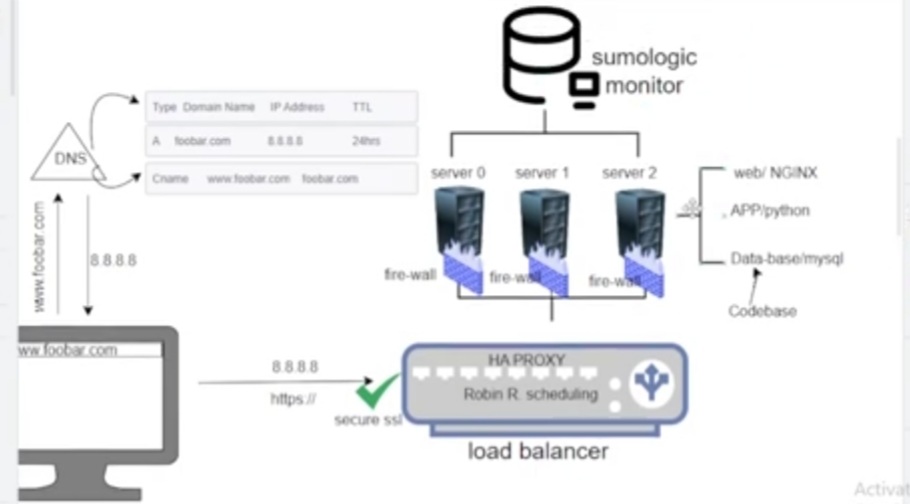 sumologic
monitor
Type Domain Name IP Address TTL
A foobar.com 8.8.8.8 24hrs
Cname www.foobar.com foobar.com
DNS
www.foobar.com
8.8.8.8
server 0 server 1 server 2
web/ NGINX
APP/python
Data-base/mysql
Codebase
fire-wall fire-wall fire-wall
ww.foobar.com
8.8.8.8
https://
secure ssl
HA PROXY
Robin R. scheduling
load balancer
Activat